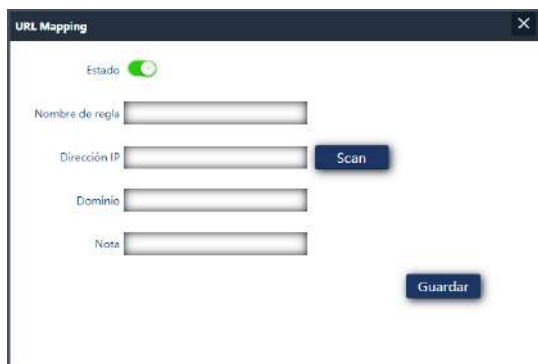 URL Mapping
Estado
Nombre de regla
Dirección IP
Scan
Dominio
Nota
Guardar